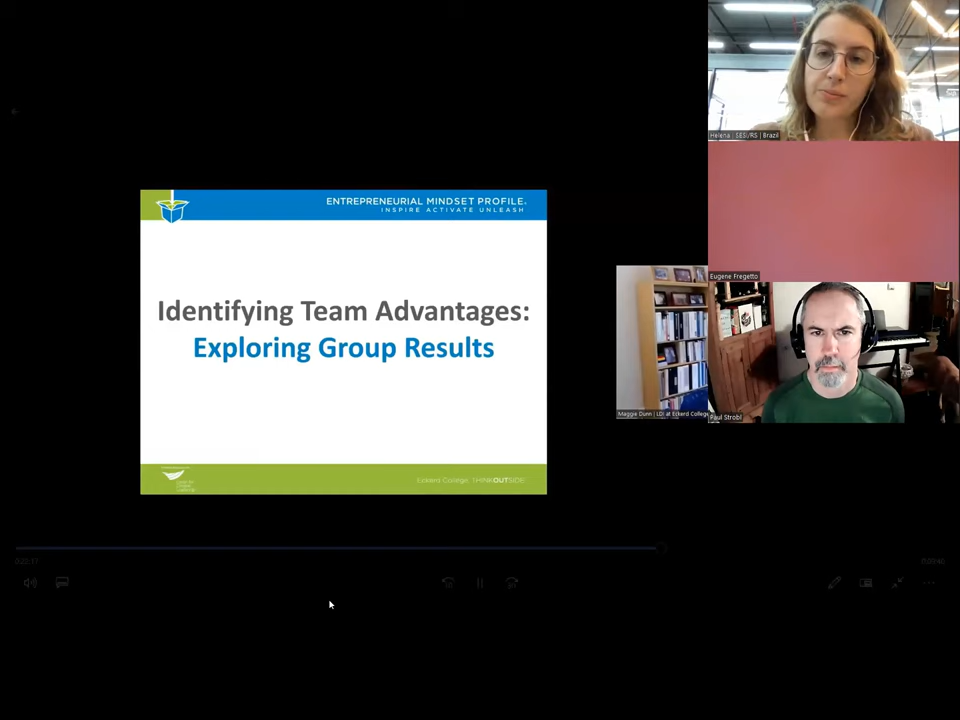 Helena | SESI/RS | Brazil
ENTREPRENEURIAL MINDSET PROFILE
INSPIRE ACTIVATE UNLEASH
Identifying Team Advantages:
Exploring Group Results
Eckerd College. THINKOUTSIDE
Eugene Fregetto
Maggie Dunn | LDI at Eckerd College
Paul Strobl